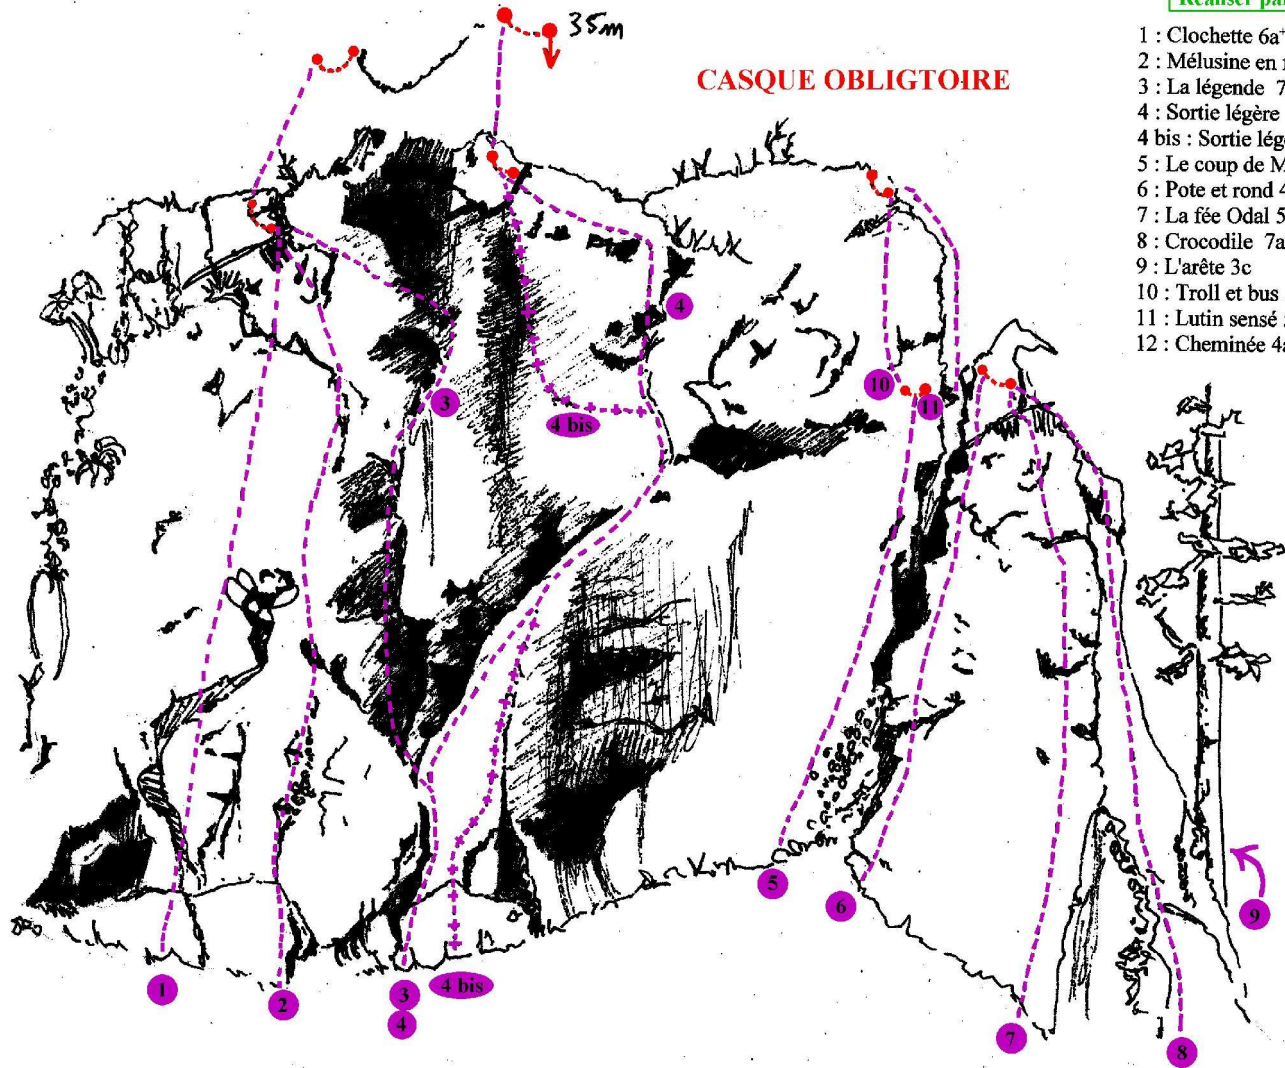 Réaliser par
35m
CASQUE OBLIGTOIRE
1 : Clochette 6a+
2 : Mélusine en
3 : La légende 7
4 : Sortie légère
4 bis : Sortie lég
5 : Le coup de M
6 : Pote et rond 4
7 : La fée Odal 5
8 : Crocodile 7a
9 : L'arête 3c
10 : Troll et bus
11 : Lutin sensé
12 : Cheminée 4a
4
3
4 bis
10
11
5
6
9
1
2
3
4
4 bis
7
8